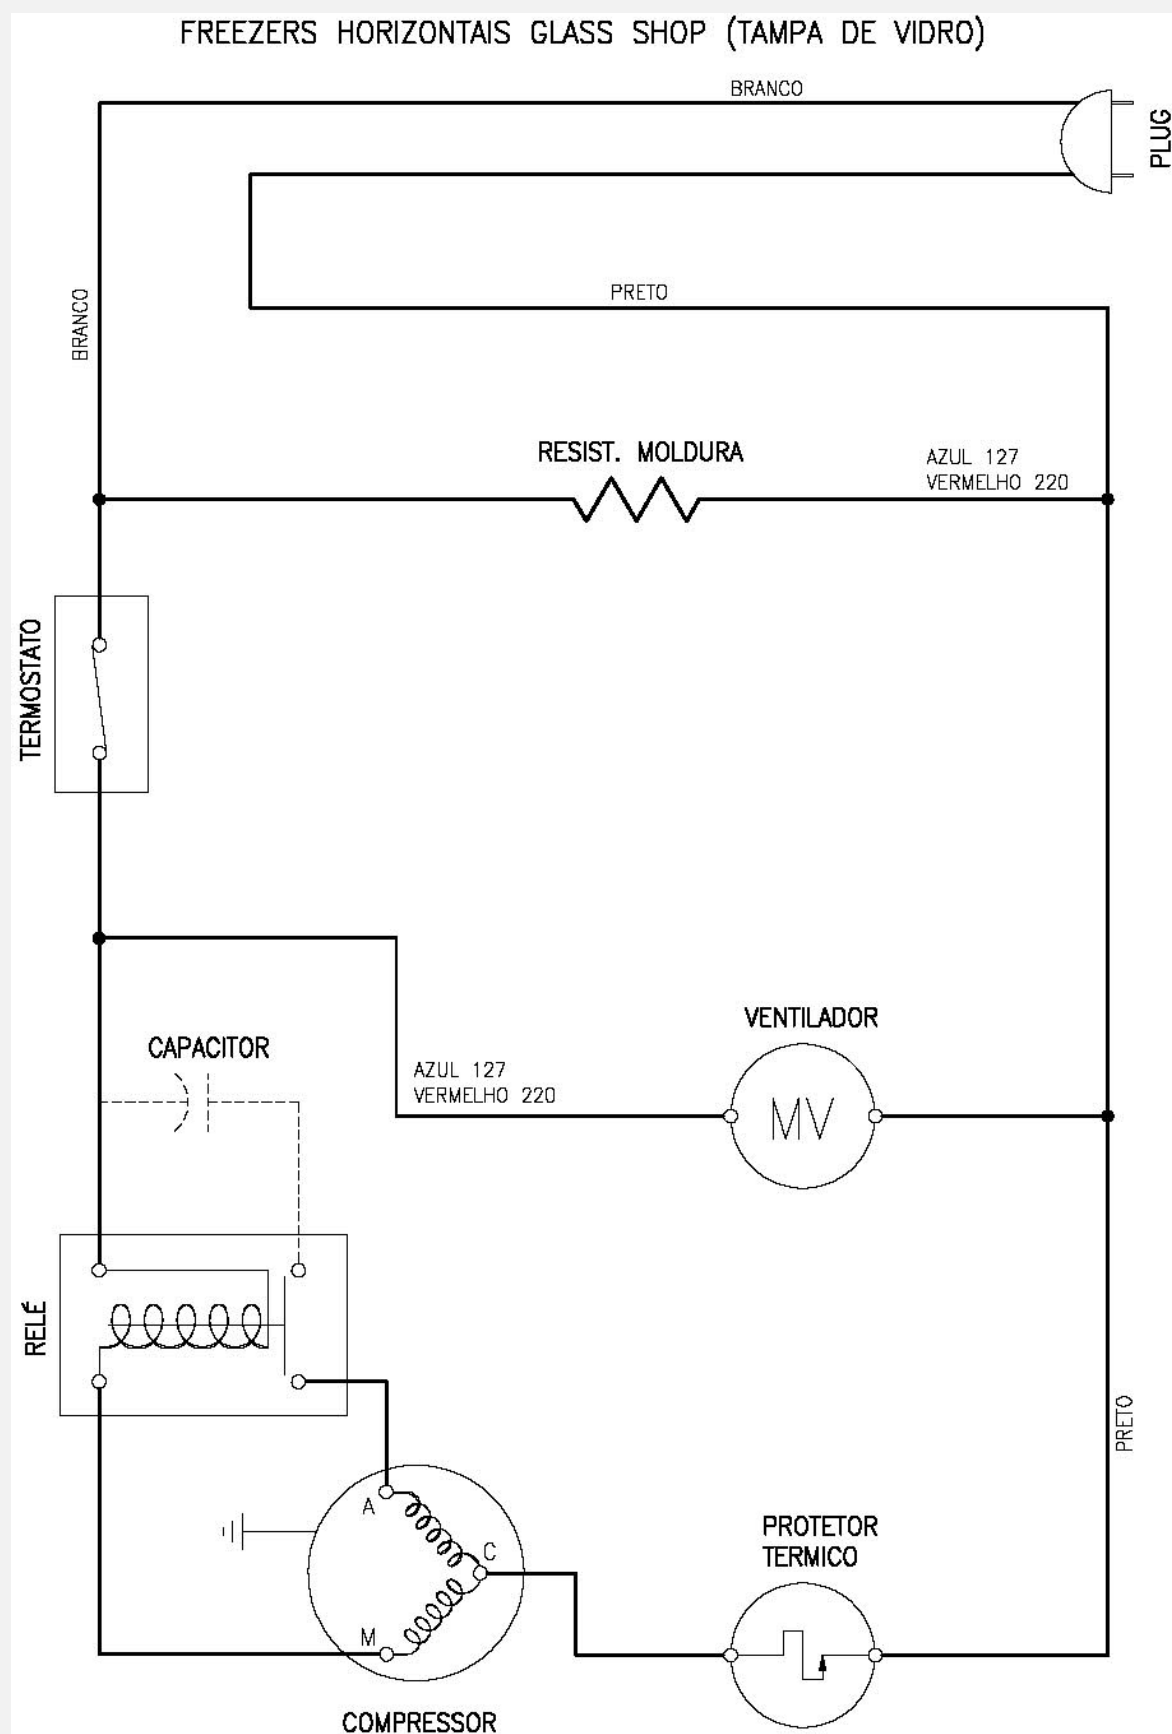 FREEZERS HORIZONTAIS GLASS SHOP (TAMPA DE VIDRO)
BRANCO
PLUG
BRANCO
PRETO
RESIST. MOLDURA
AZUL 127
VERMELHO 220
TERMOSTATO
VENTILADOR
CAPACITOR
AZUL 127
VERMELHO 220
MV
RELÉ
PRETO
A
C
M
PROTETOR
TERMICO
COMPRESSOR